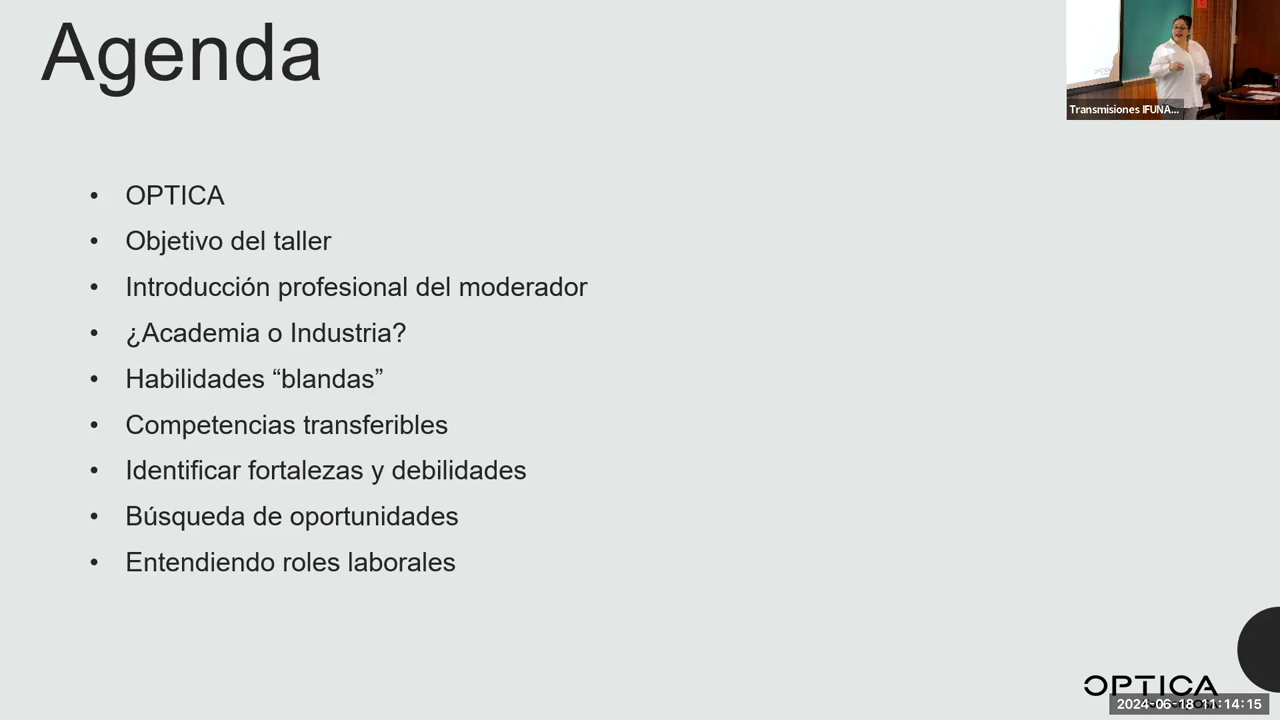 Agenda
Transmisiones IFUNA...
• OPTICA
• Objetivo del taller
• Introducción profesional del moderador
• ¿Academia o Industria?
• Habilidades “blandas”
• Competencias transferibles
• Identificar fortalezas y debilidades
• Búsqueda de oportunidades
• Entendiendo roles laborales
OPTICA
2024-06-18 11:14:15